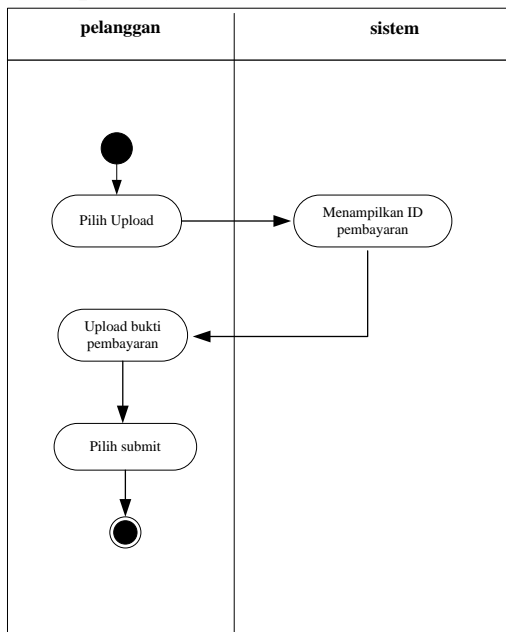 pelanggan
sistem
Pilih Upload
Menampilkan ID
pembayaran
Upload bukti
pembayaran
Pilih submit